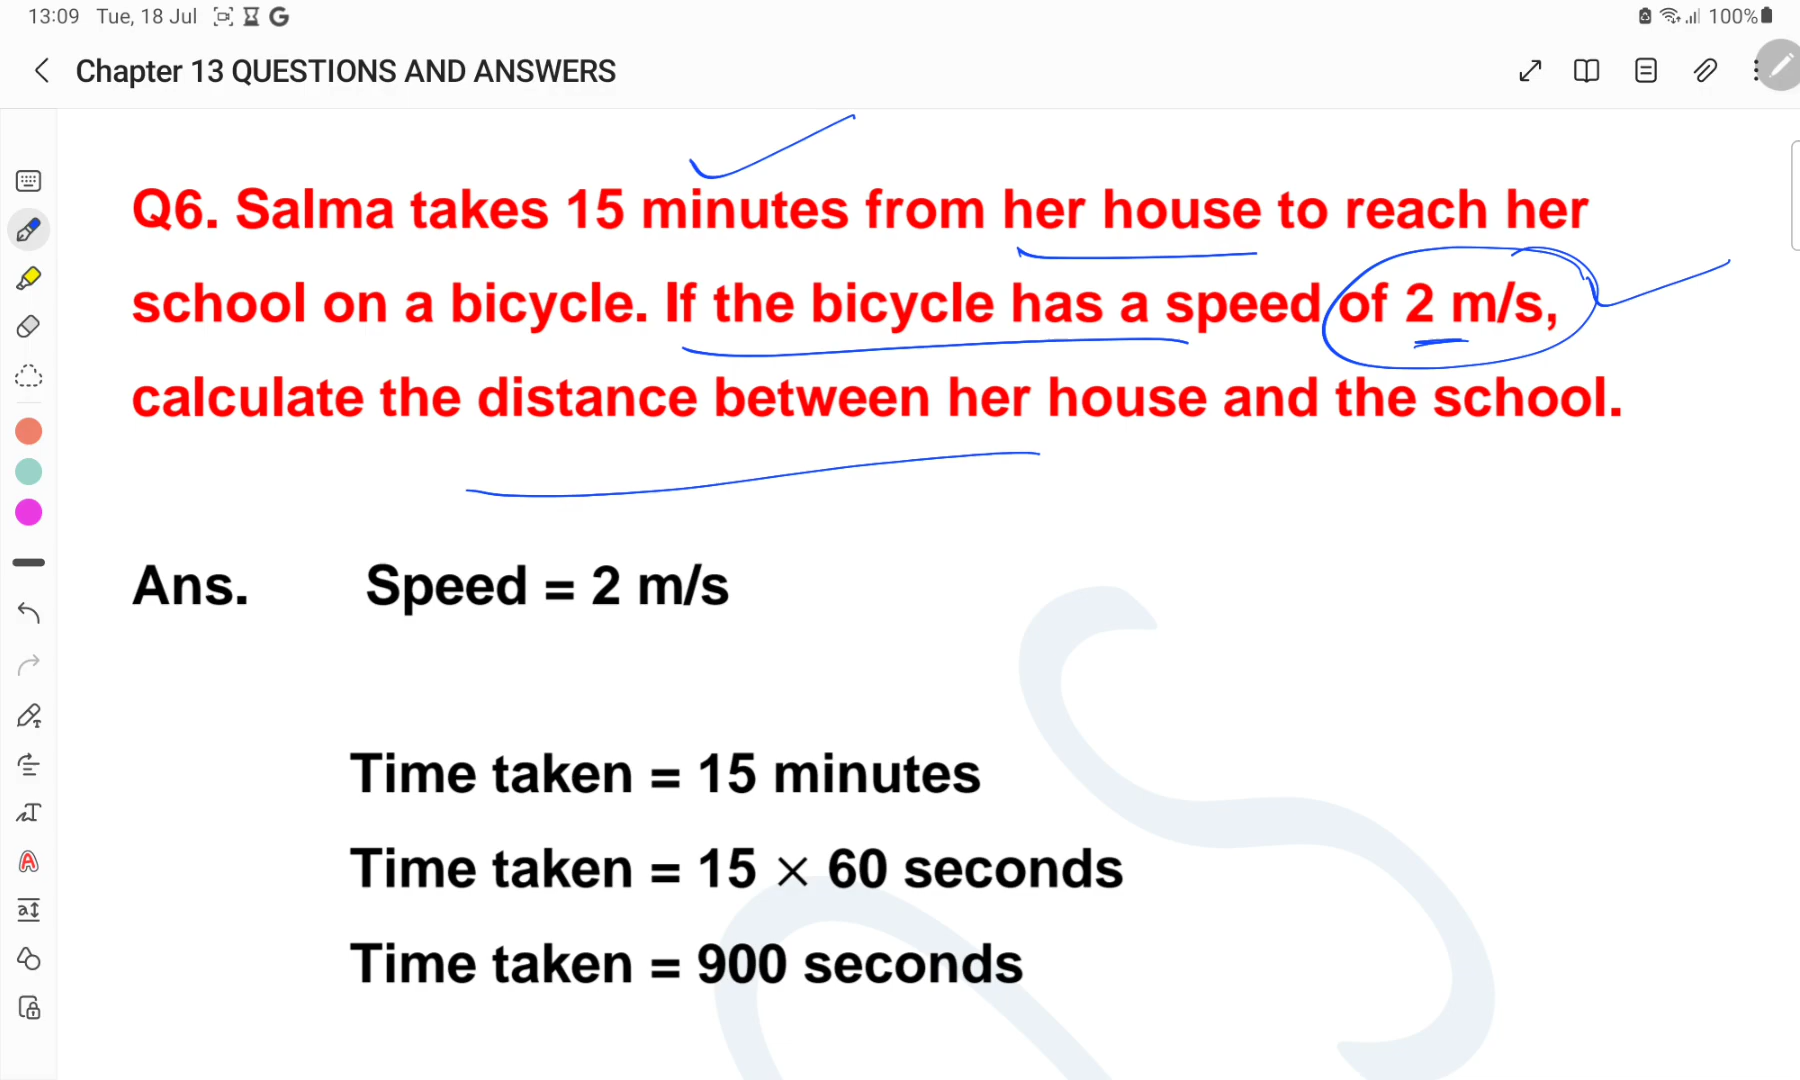 13:09 Tue, 18 Jul G 100%
Chapter 13 QUESTIONS AND ANSWERS
Q6. Salma takes 15 minutes from her house to reach her
school on a bicycle. If the bicycle has a speed of 2 m/s,
calculate the distance between her house and the school.
Ans. Speed = 2 m/s
Time taken = 15 minutes
Time taken = 15 × 60 seconds
Time taken = 900 seconds